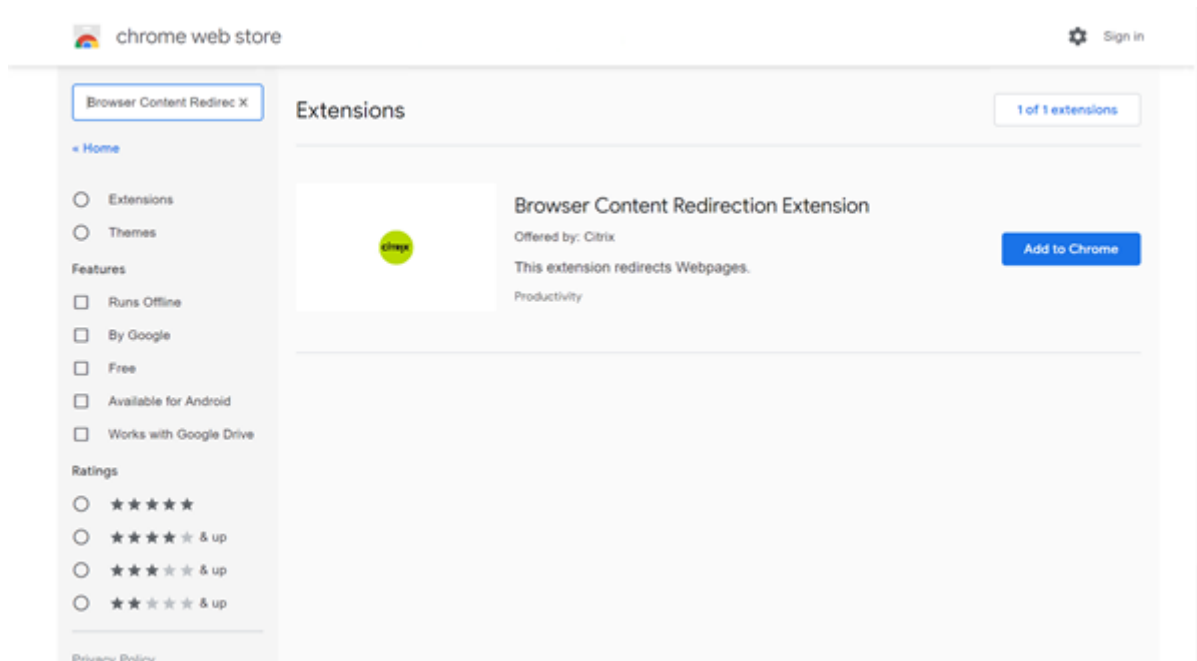 chrome web store
Sign in
Browser Content Redirec
Extensions
1 of 1 extensions
« Home
Extensions
Themes
Features
Runs Offline
By Google
Free
Available for Android
Works with Google Drive
Ratings
& up
& up
& up
Privacy Policy
citrix
Browser Content Redirection Extension
Offered by: Citrix
This extension redirects Webpages.
Productivity
Add to Chrome